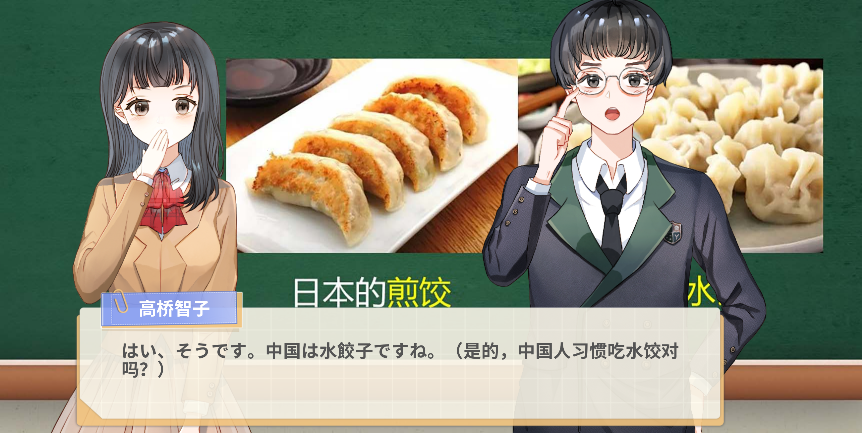 日本的煎饺
水
高桥智子
はい、そうです。中国は水餃子ですね。（是的，中国人习惯吃水饺对
吗？）